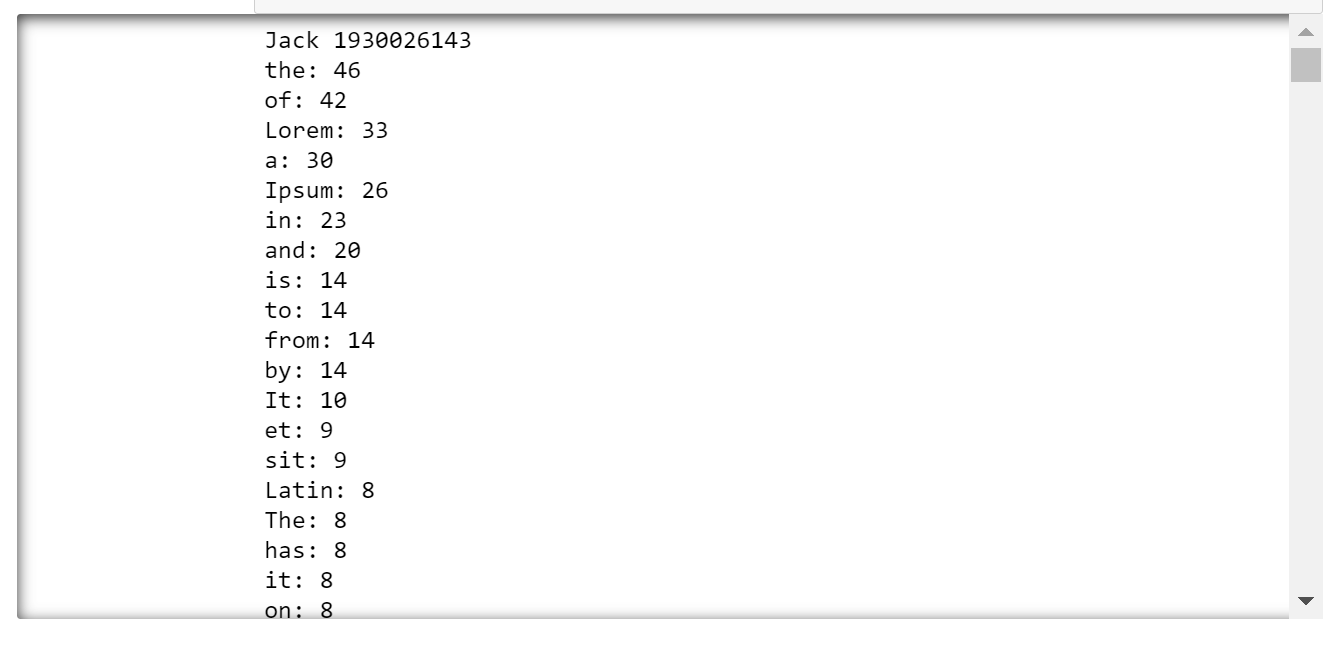 Jack 1930026143
the: 46
of: 42
Lorem: 33
a: 30
Ipsum: 26
in: 23
and: 20
is: 14
to: 14
from: 14
by: 14
It: 10
et: 9
sit: 9
Latin: 8
The: 8
has: 8
it: 8
on: 8